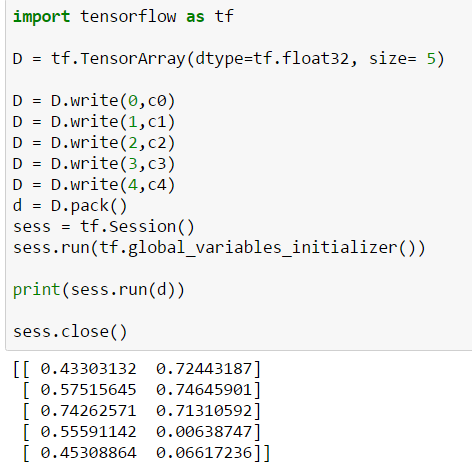 import tensorflow as tf
D = tf.TensorArray(dtype=tf.float32, size= 5)
D = D.write(0,c0)
D = D.write(1,c1)
D = D.write(2,c2)
D = D.write(3,c3)
D = D.write(4,c4)
d = D.pack()
sess = tf.Session()
sess.run(tf.global_variables_initializer())
print(sess.run(d))
sess.close()
[[ 0.43303132  0.72443187]
 [ 0.57515645  0.74645901]
 [ 0.74262571  0.71310592]
 [ 0.55591142  0.00638747]
 [ 0.45308864  0.06617236]]